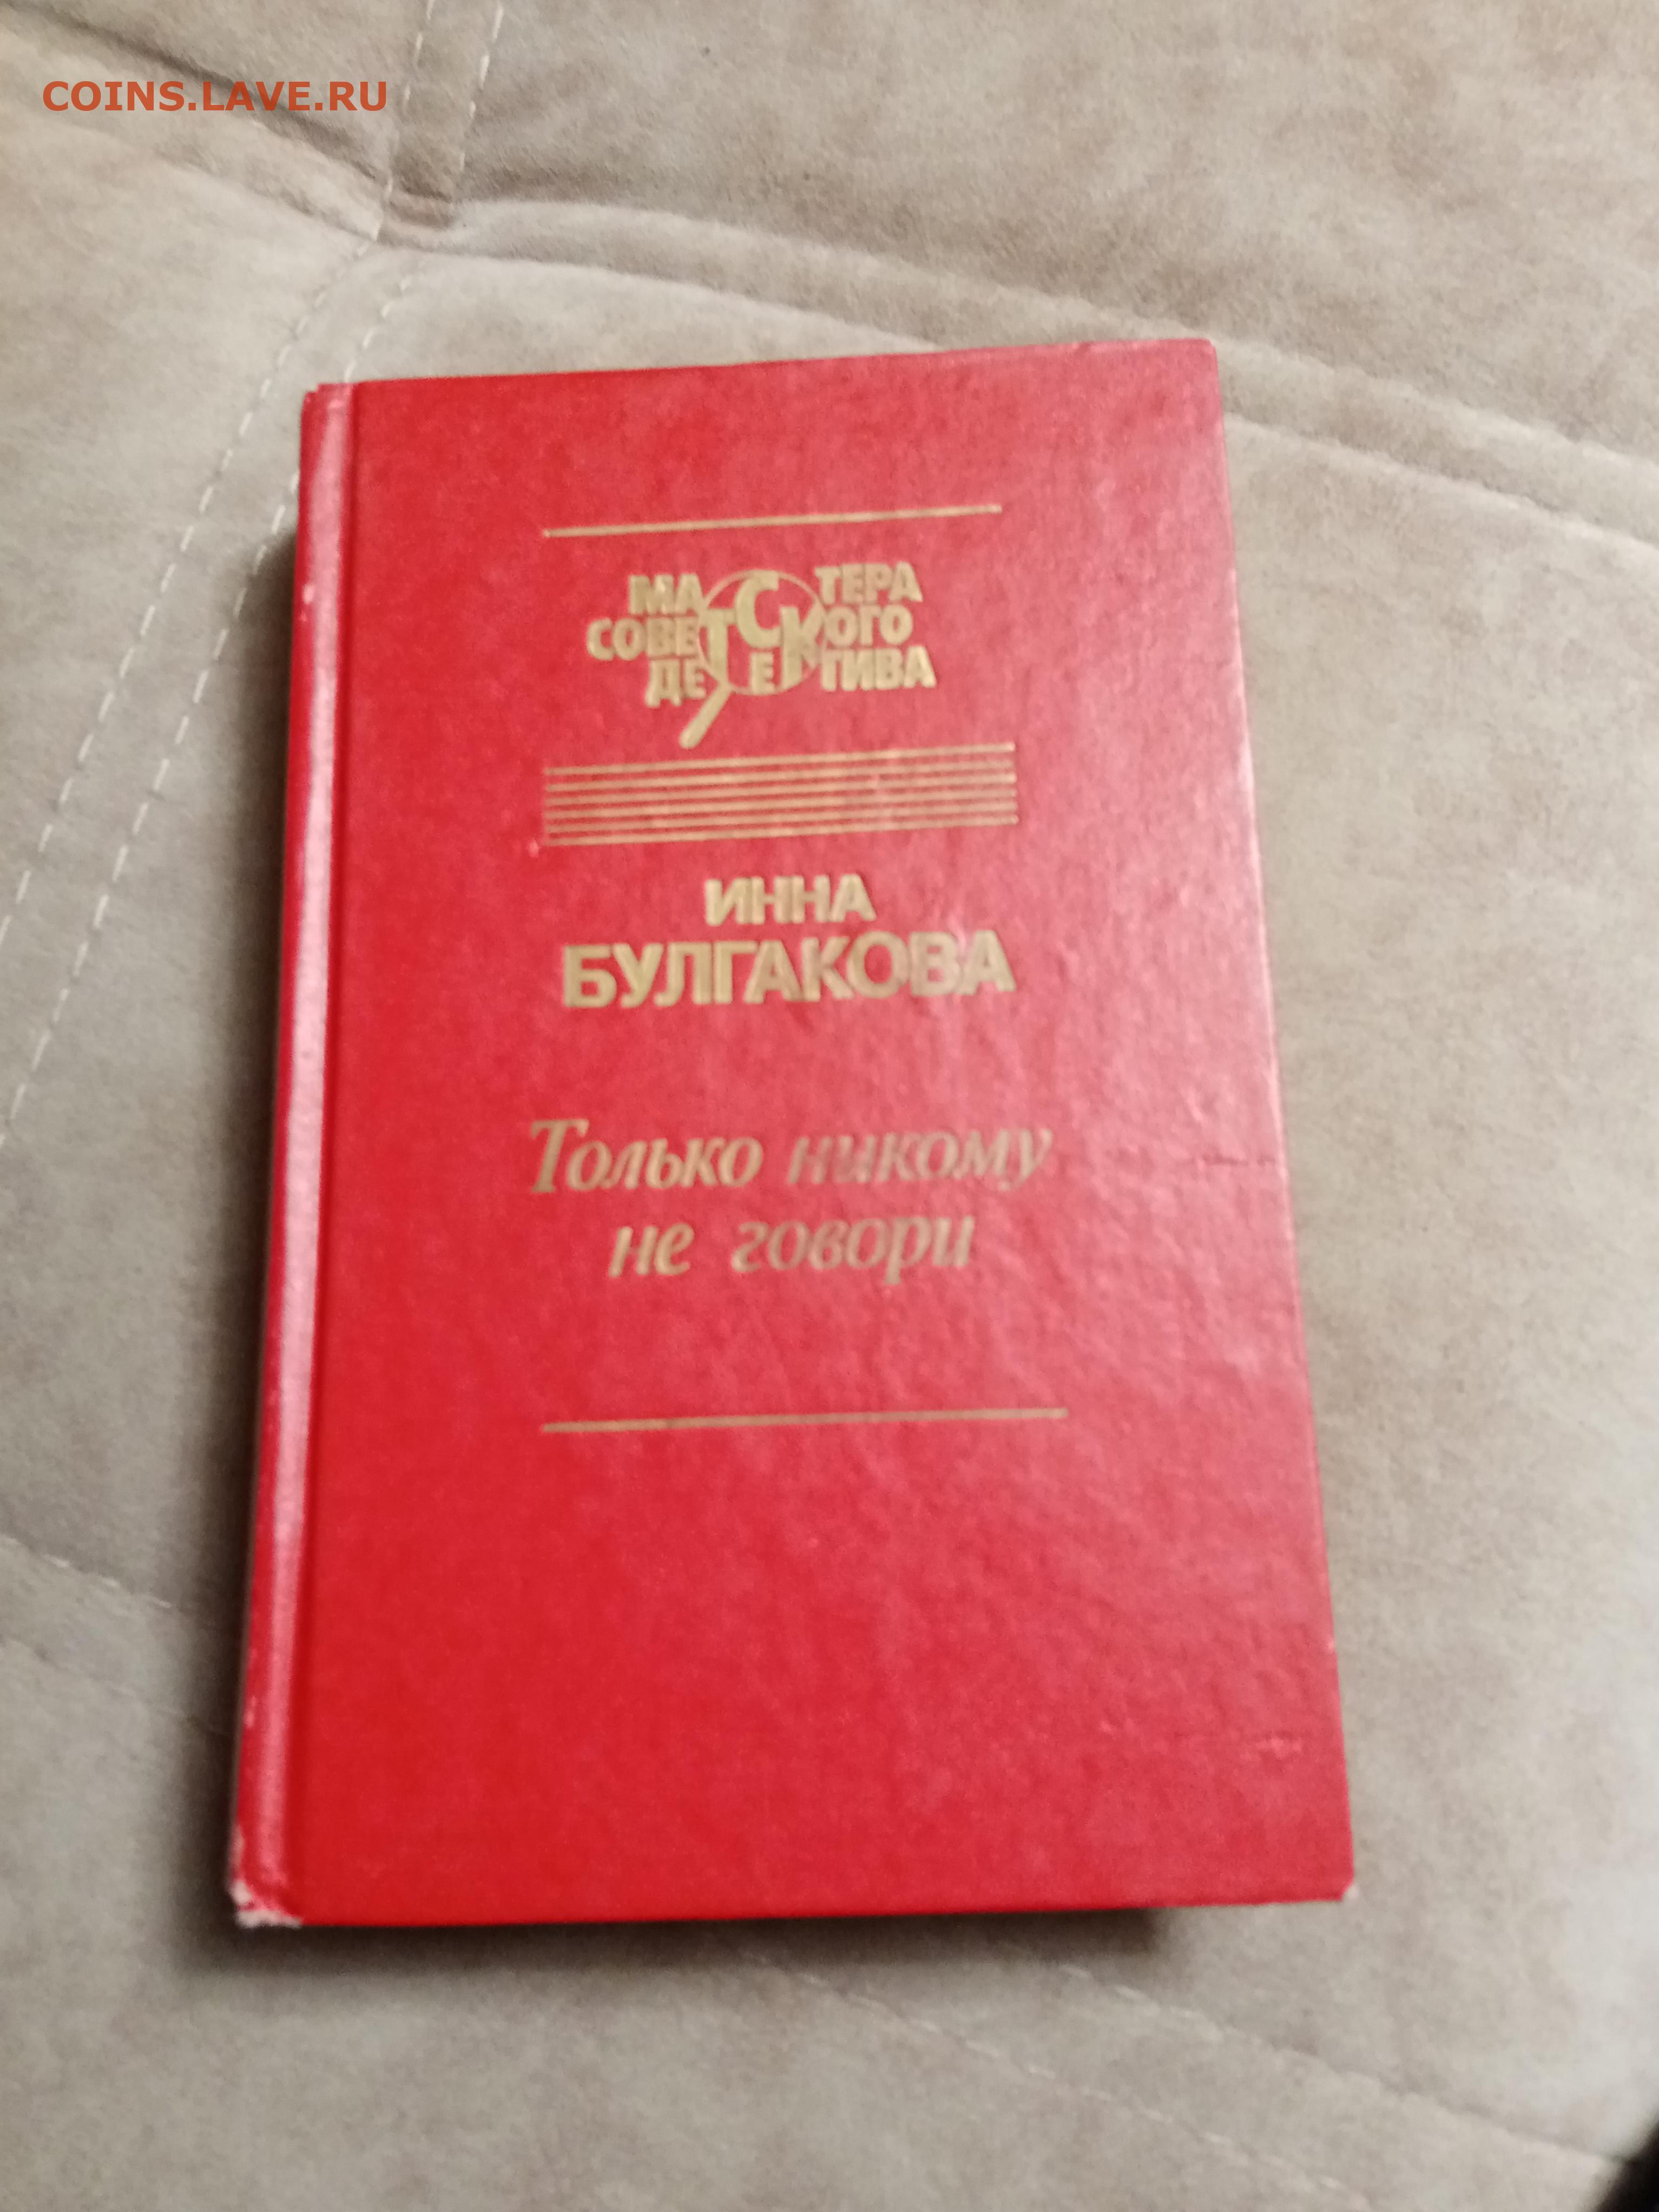 COINS.LAVE.RU
МАСТЕРА
СОВЕТСКОГО
ДЕТЕКТИВА
ИННА
БУЛГАКОВА
Только никому
не говори